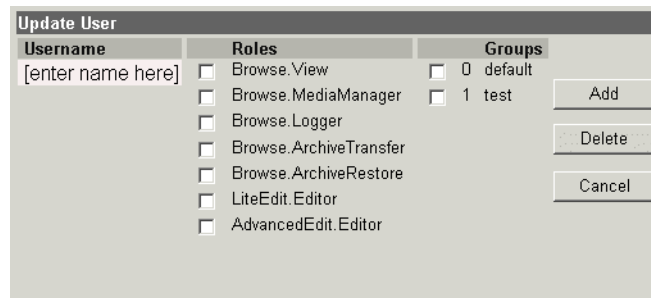 Update User
Username Roles Groups
[enter name here] Browse.View 0 default
Browse.MediaManager 1 test Add
Browse.Logger
Browse.ArchiveTransfer Delete
Browse.ArchiveRestore
LiteEdit.Editor Cancel
AdvancedEdit.Editor